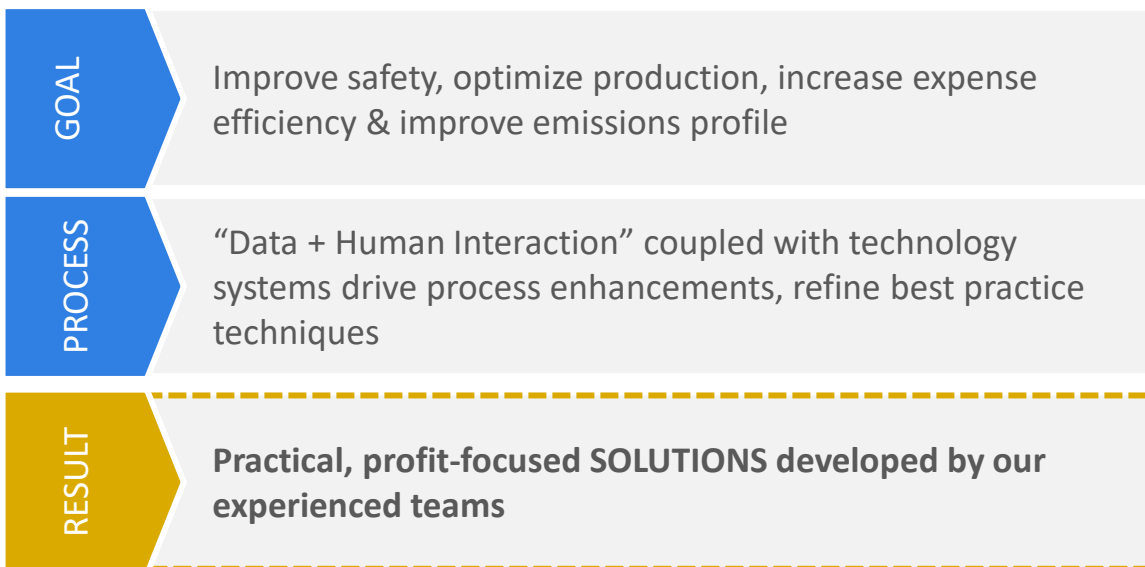 GOAL
Improve safety, optimize production, increase expense
efficiency & improve emissions profile
PROCESS
“Data + Human Interaction” coupled with technology
systems drive process enhancements, refine best practice
techniques
RESULT
Practical, profit-focused SOLUTIONS developed by our
experienced teams